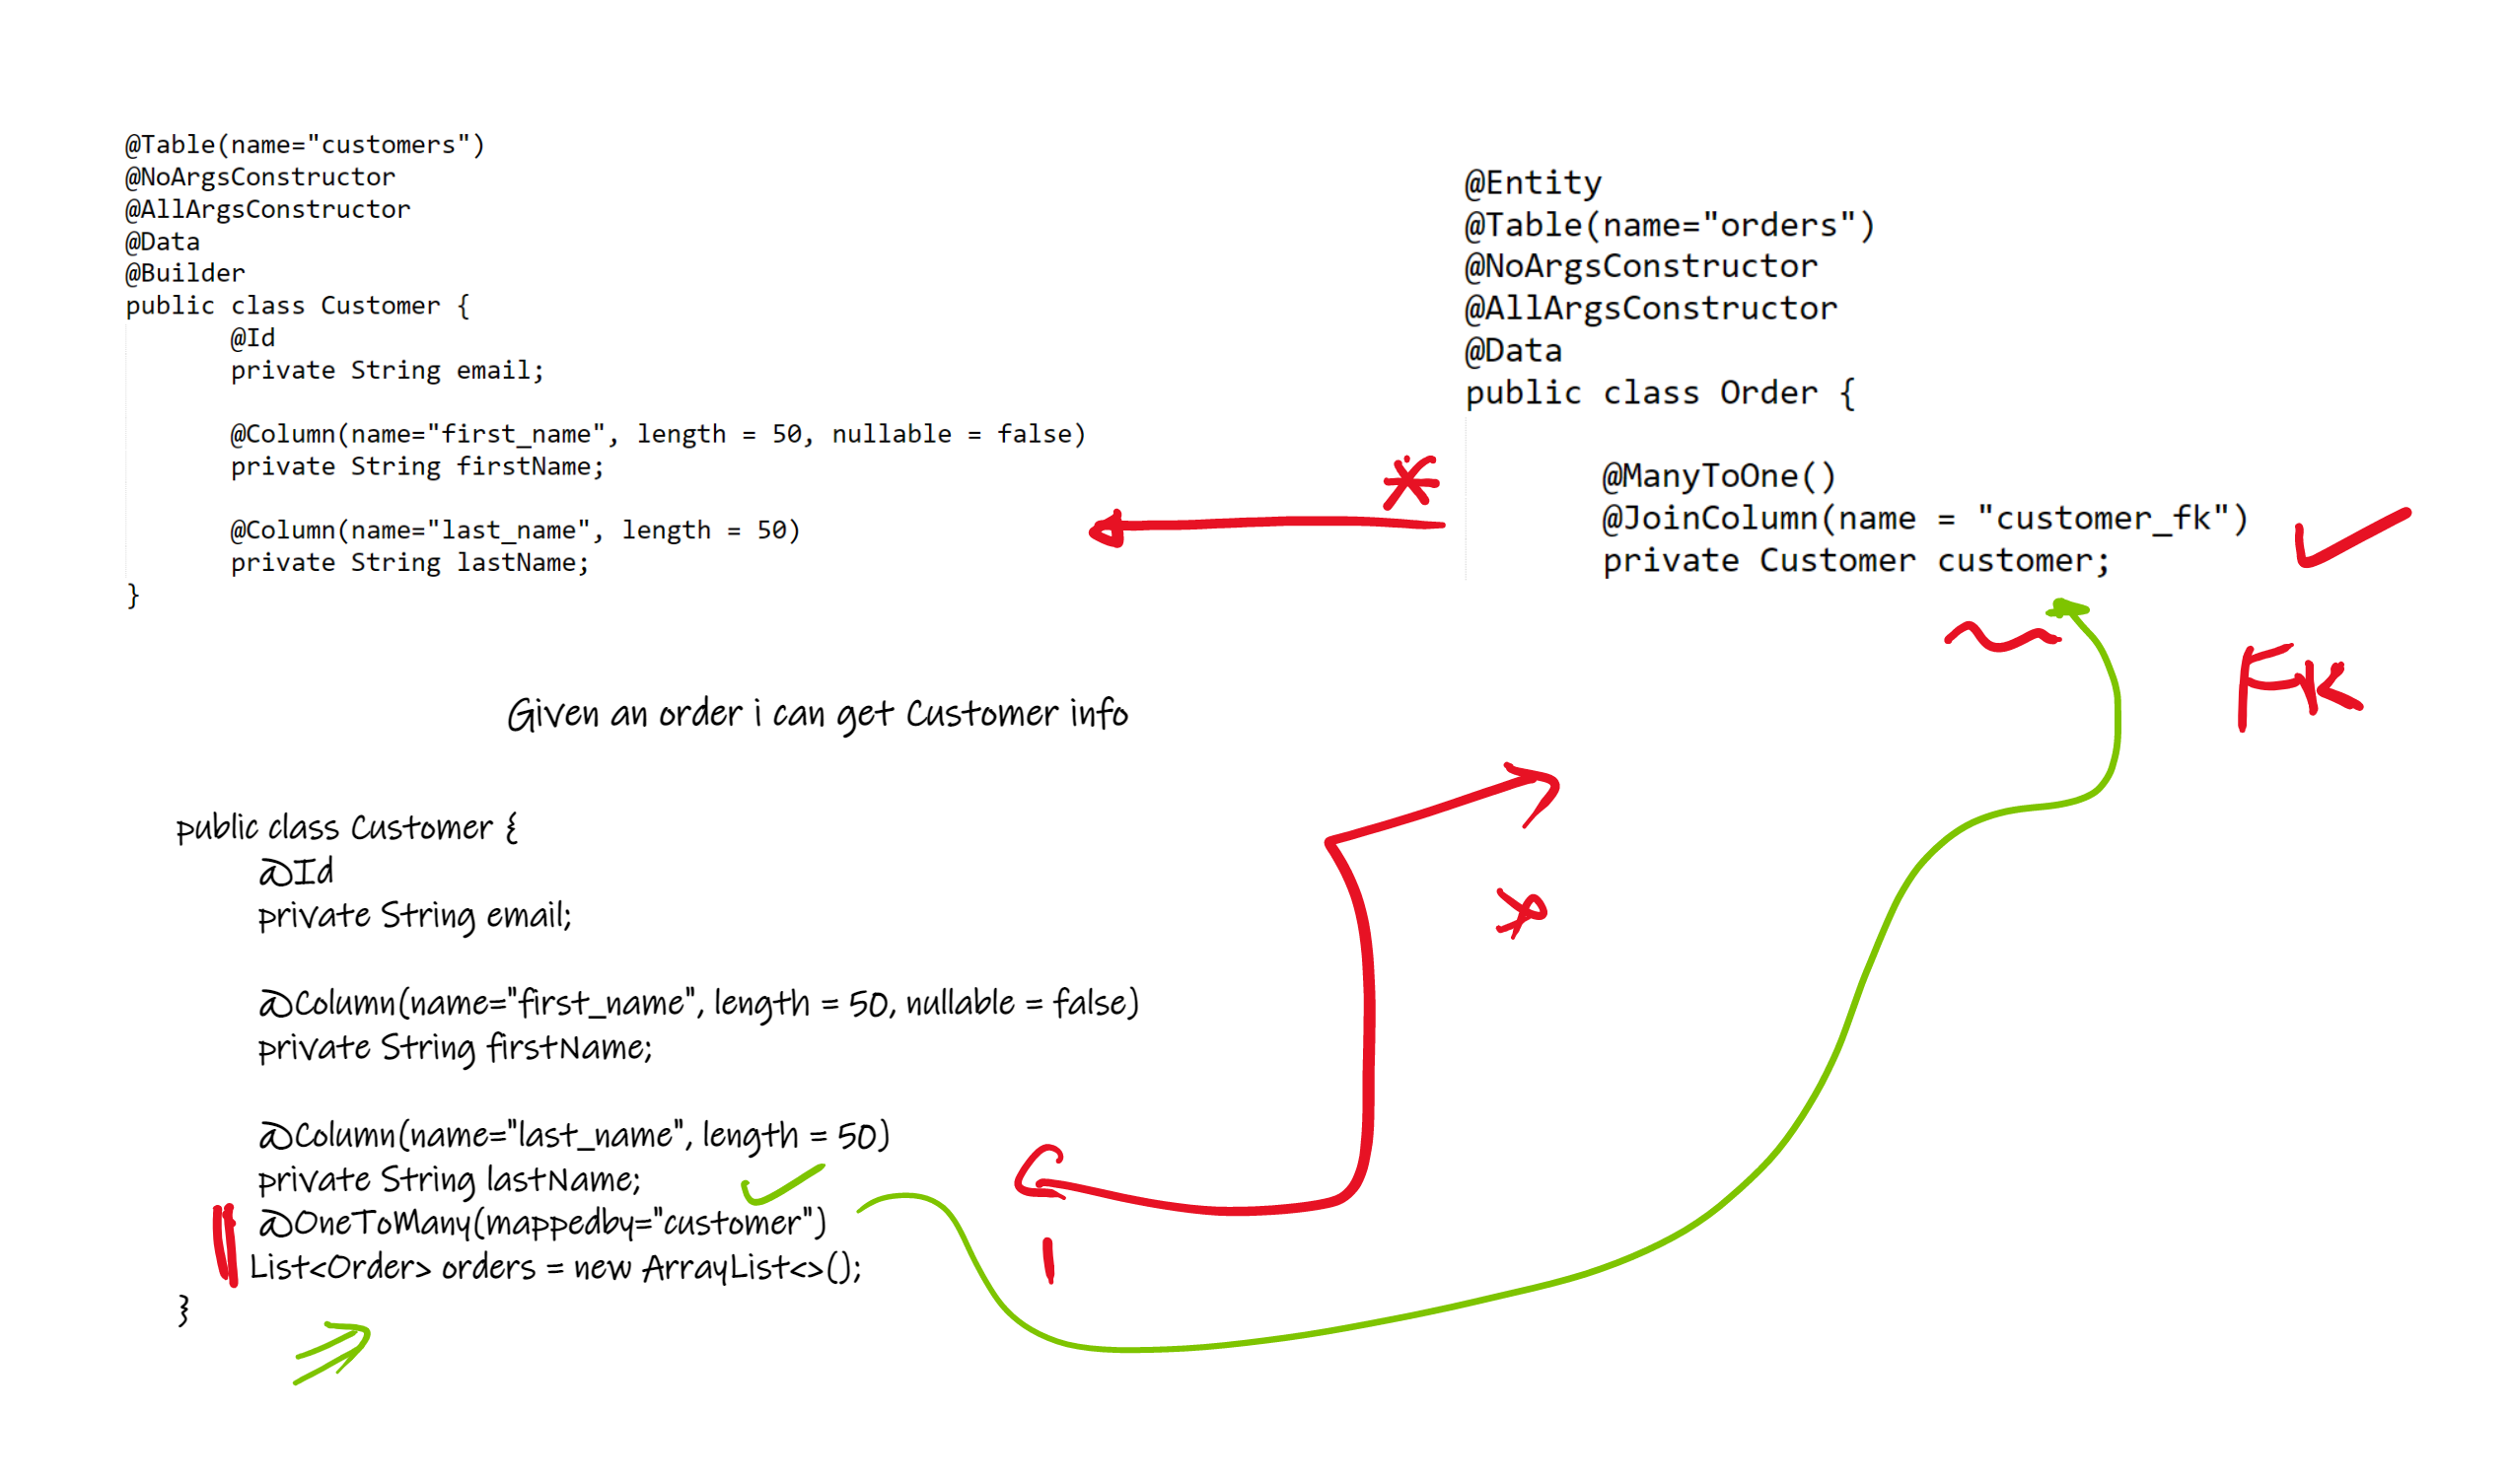 @Table(name="customers")
@NoArgsConstructor
@AllArgsConstructor
@Data
@Builder
public class Customer {
@Id
private String email;
@Column(name="first_name", length = 50, nullable = false)
private String firstName;
@Column(name="last_name", length = 50)
private String lastName;
}
@Entity
@Table(name="orders")
@NoArgsConstructor
@AllArgsConstructor
@Data
public class Order {
@ManyToOne()
@JoinColumn(name = "customer_fk")
private Customer customer;
*
FK
Given an order i can get Customer info
public class Customer {
@Id
private String email;
@Column(name="first_name", length = 50, nullable = false)
private String firstName;
@Column(name="last_name", length = 50)
private String lastName;
@OneToMany(mappedby="customer")
List<Order> orders = new ArrayList<>();
}
*
1